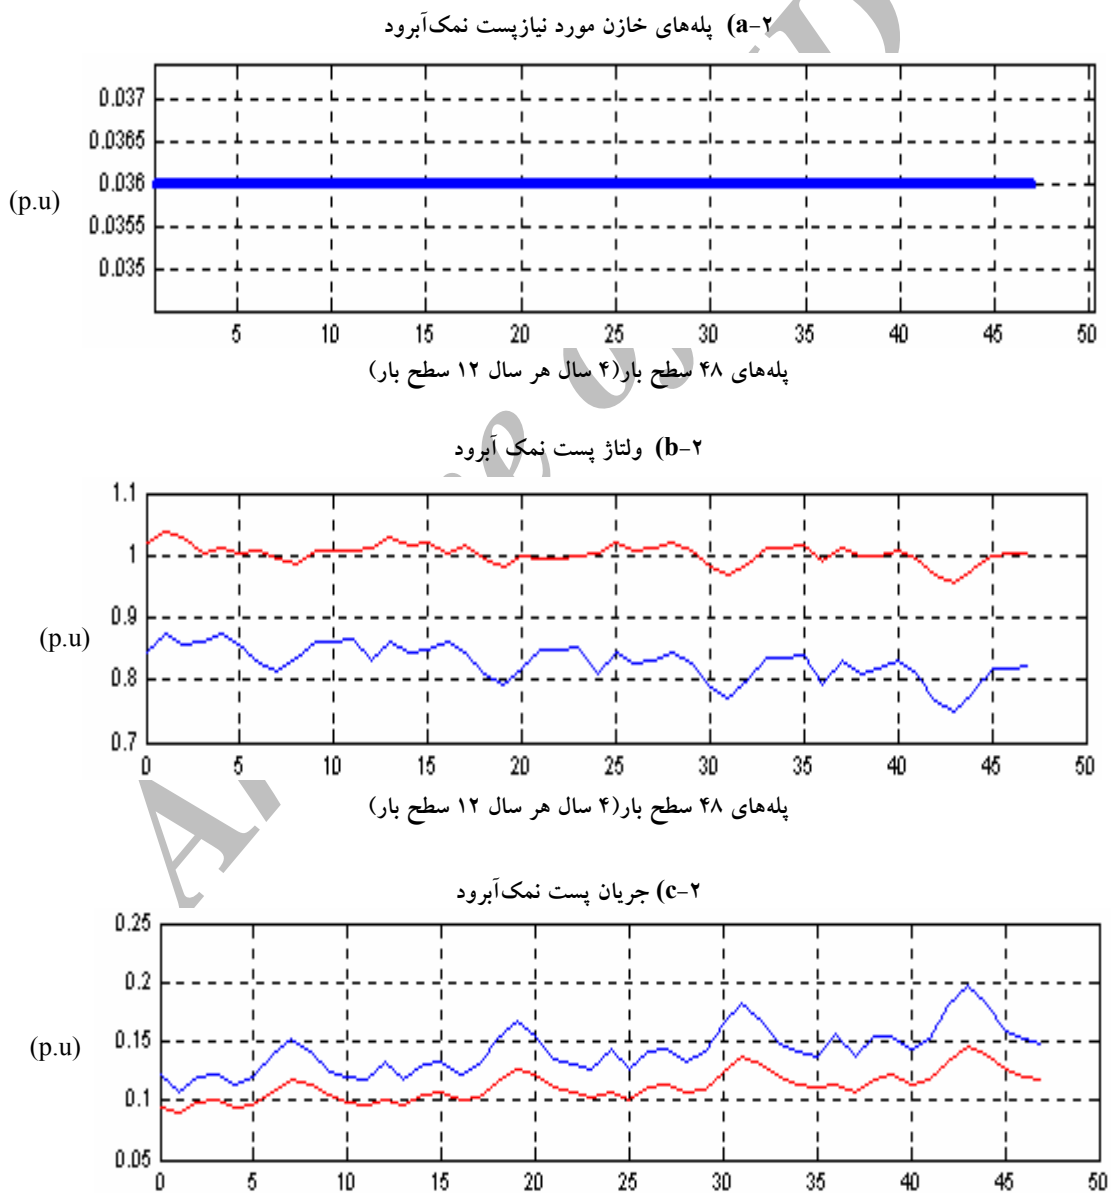 a-۲) پله‌های خازن مورد نیازپست نمک‌آبرود
0.037
0.0365
0.036
0.0355
0.035
(p.u)
5 10 15 20 25 30 35 40 45 50
پله‌های ۴۸ سطح بار(۴ سال هر سال ۱۲ سطح بار)
b-۲) ولتاژ پست نمک آبرود
1.1
1
0.9
0.8
0.7
(p.u)
0 5 10 15 20 25 30 35 40 45 50
پله‌های ۴۸ سطح بار(۴ سال هر سال ۱۲ سطح بار)
c-۲) جریان پست نمک‌آبرود
0.25
0.2
0.15
0.1
0.05
(p.u)
0 5 10 15 20 25 30 35 40 45 50